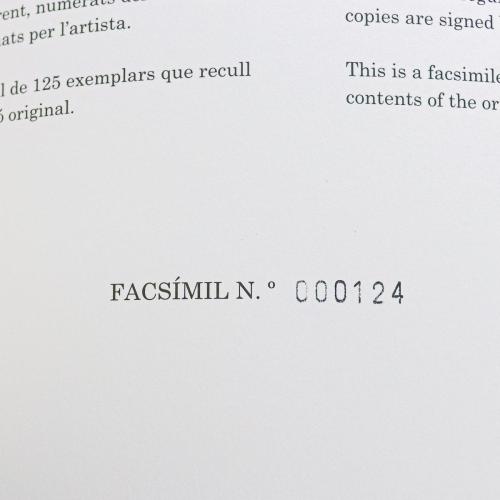 numerats
ats per l'artista.
l de 125 exemplars que recull
original.
copies are signed
This is a facsimile
contents of the or
FACSÍMIL N.º 000124